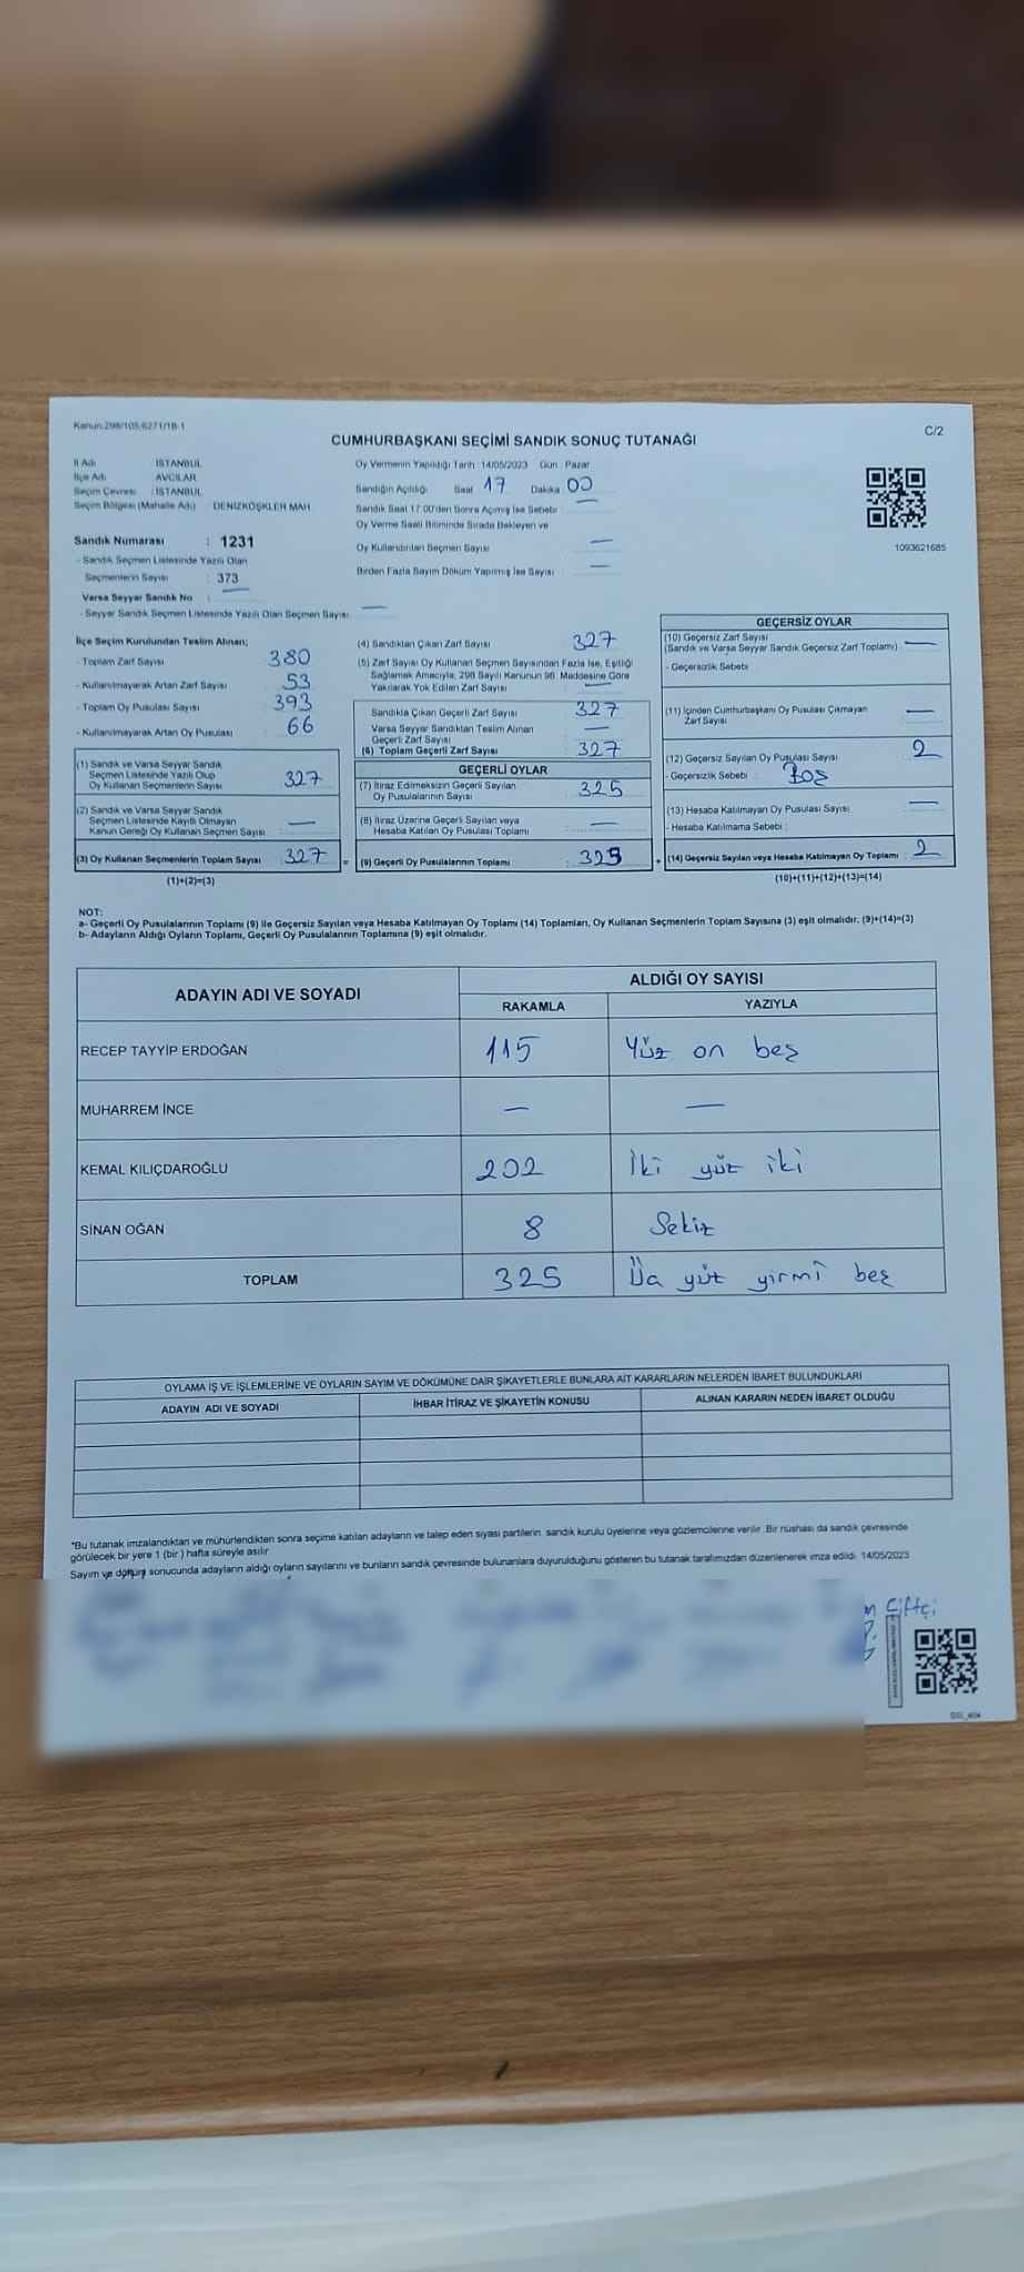 Kanun:298/105-6271/18-1
C/2
CUMHURBAŞKANI SEÇİMİ SANDIK SONUÇ TUTANAĞI
İl Adı İSTANBUL
İlçe Adı AVCILAR
Seçim Çevresi : İSTANBUL
Seçim Bölgesi (Mahalle Adı) DENİZKÖŞKLER MAH
Sandık Numarası : 1231
- Sandık Seçmen Listesinde Yazılı Olan
Seçmenlerin Sayısı : 373
Varsa Seyyar Sandık No : —
- Seyyar Sandık Seçmen Listesinde Yazılı Olan Seçmen Sayısı —
Oy Vermenin Yapıldığı Tarih : 14/05/2023 Gün : Pazar
Sandığın Açıldığı Saat 17 Dakika 00
Sandık Saat 17:00'den Sonra Açımış İse Sebebi —
Oy Verme Saati Bitiminde Sırada Bekleyen ve
Oy Kullandırılan Seçmen Sayısı —
Birden Fazla Sayım Döküm Yapılmış İse Sayısı —
1093621685
İlçe Seçim Kurulundan Teslim Alınan;
- Toplam Zarf Sayısı 380
- Kullanılmayarak Artan Zarf Sayısı 53
- Toplam Oy Pusulası Sayısı 393
- Kullanılmayarak Artan Oy Pusulası 66
(1) Sandık ve Varsa Seyyar Sandık
Seçmen Listesinde Yazılı Olup
Oy Kullanan Seçmenlerin Sayısı 327
(2) Sandık ve Varsa Seyyar Sandık
Seçmen Listesinde Kayıtlı Olmayan
Kanun Gereği Oy Kullanan Seçmen Sayısı —
(3) Oy Kullanan Seçmenlerin Toplam Sayısı 327
(1)+(2)=(3)
=
(4) Sandıktan Çıkan Zarf Sayısı 327
(5) Zarf Sayısı Oy Kullanan Seçmen Sayısından Fazla İse, Eşitliği
Sağlamak Amacıyla, 298 Sayılı Kanunun 98. Maddesine Göre
Yakılarak Yok Edilen Zarf Sayısı —
Sandıkta Çıkan Geçerli Zarf Sayısı 327
Varsa Seyyar Sandıktan Teslim Alınan
Geçerli Zarf Sayısı —
(6) Toplam Geçerli Zarf Sayısı 327
GEÇERLİ OYLAR
(7) İtiraz Edilmeksizin Geçerli Sayılan
Oy Pusulalarının Sayısı 325
(8) İtiraz Üzerine Geçerli Sayılan veya
Hesaba Katılan Oy Pusulası Toplamı —
(9) Geçerli Oy Pusulalarının Toplamı : 325
+
GEÇERSİZ OYLAR
(10) Geçersiz Zarf Sayısı
(Sandık ve Varsa Seyyar Sandık Geçersiz Zarf Toplamı) —
- Geçersizlik Sebebi
(11) İçinden Cumhurbaşkanı Oy Pusulası Çıkmayan
Zarf Sayısı —
(12) Geçersiz Sayılan Oy Pusulası Sayısı 2
- Geçersizlik Sebebi Boş
(13) Hesaba Katılmayan Oy Pusulası Sayısı —
- Hesaba Katılmama Sebebi :
(14) Geçersiz Sayılan veya Hesaba Katılmayan Oy Toplamı 2
(10)+(11)+(12)+(13)=(14)
NOT:
a- Geçerli Oy Pusulalarının Toplamı (9) ile Geçersiz Sayılan veya Hesaba Katılmayan Oy Toplamı (14) Toplamları, Oy Kullanan Seçmenlerin Toplam Sayısına (3) eşit olmalıdır. (9)+(14)=(3)
b- Adayların Aldığı Oyların Toplamı, Geçerli Oy Pusulalarının Toplamına (9) eşit olmalıdır.
ADAYIN ADI VE SOYADI
ALDIĞI OY SAYISI
RAKAMLA YAZIYLA
RECEP TAYYİP ERDOĞAN 115 Yüz on beş
MUHARREM İNCE — —
KEMAL KILIÇDAROĞLU 202 İki yüz iki
SİNAN OĞAN 8 Sekiz
TOPLAM 325 yüz yirmi beş
OYLAMA İŞ VE İŞLEMLERİNE VE OYLARIN SAYIM VE DÖKÜMÜNE DAİR ŞİKAYETLERLE BUNLARA AİT KARARLARIN NELERDEN İBARET BULUNDUKLARI
ADAYIN ADI VE SOYADI İHBAR İTİRAZ VE ŞİKAYETİN KONUSU ALINAN KARARIN NEDEN İBARET OLDUĞU
*Bu tutanak imzalandıktan ve mühürlendikten sonra seçime katılan adayların ve talep eden siyasi partilerin, sandık kurulu üyelerine veya gözlemcilerine verilir. Bir nüshası da sandık çevresinde
görülecek bir yere 1 (bir) hafta süreyle asılır.
Sayım ve döküm sonucunda adayların aldığı oyların sayılarını ve bunların sandık çevresinde bulunanlara duyurulduğunu gösteren bu tutanak tarafımızdan düzenlenerek imza edildi. 14/05/2023
Çiftçi